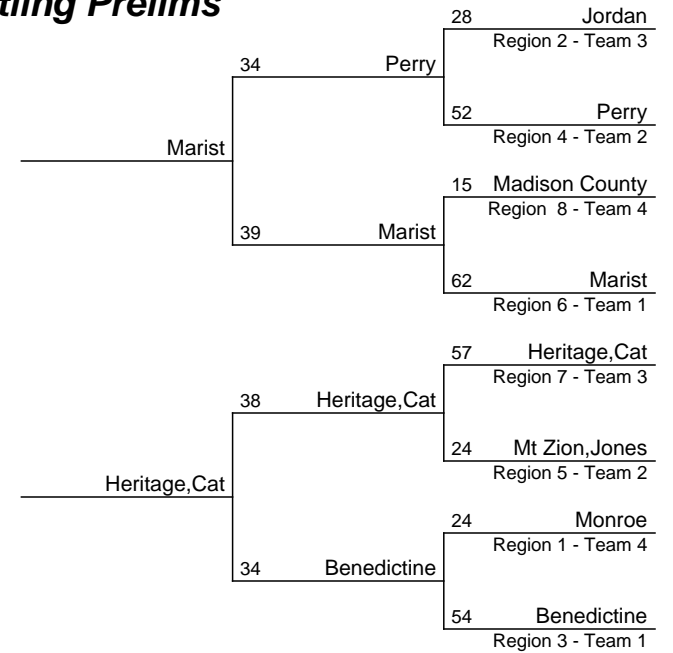 tling Prelims
28 Jordan
Region 2 - Team 3
34 Perry
52 Perry
Region 4 - Team 2
Marist
15 Madison County
Region 8 - Team 4
39 Marist
62 Marist
Region 6 - Team 1
57 Heritage,Cat
Region 7 - Team 3
38 Heritage,Cat
24 Mt Zion,Jones
Region 5 - Team 2
Heritage,Cat
24 Monroe
Region 1 - Team 4
34 Benedictine
54 Benedictine
Region 3 - Team 1